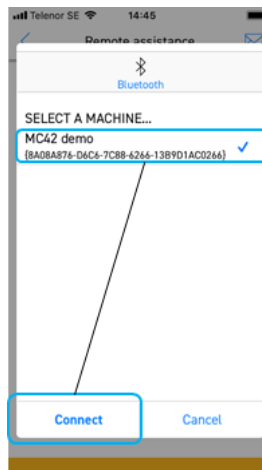 Telenor SE 14:45
Remote assistance
Bluetooth
SELECT A MACHINE...
MC42 demo
{8A08A876-D6C6-7C88-6266-13B9D1AC0266}
Connect Cancel